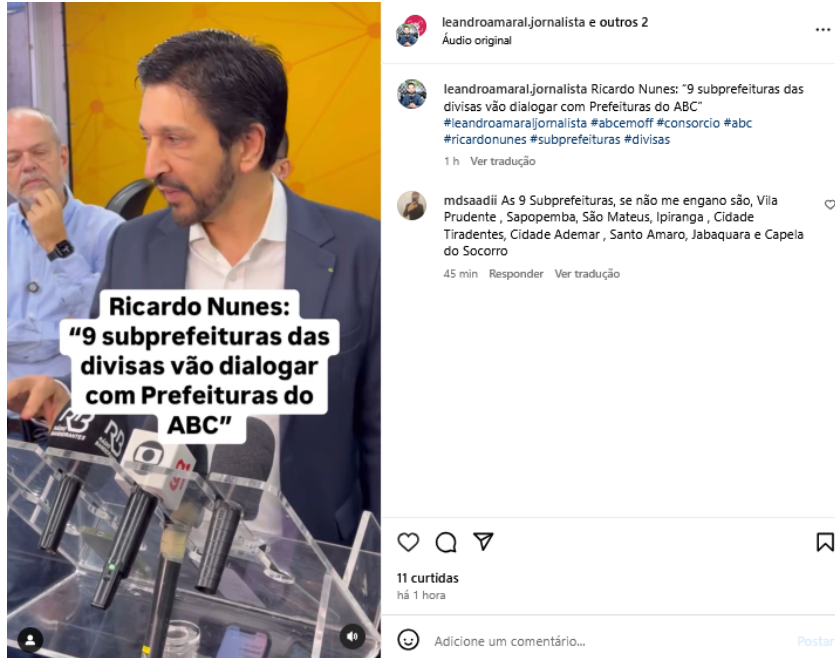 Ricardo Nunes:
“9 subprefeituras das
divisas vão dialogar
com Prefeituras do
ABC”
RB
RÁDIO
BANDEIRANTES
RB
leandroamaral.jornalista e outros 2
Áudio original
leandroamaral.jornalista Ricardo Nunes: “9 subprefeituras das
divisas vão dialogar com Prefeituras do ABC”
#leandroamaraljornalista #abcemoff #consorcio #abc
#ricardonunes #subprefeituras #divisas
1 h Ver tradução
mdsaadii As 9 Subprefeituras, se não me engano são, Vila
Prudente , Sapopemba, São Mateus, Ipiranga , Cidade
Tiradentes, Cidade Ademar , Santo Amaro, Jabaquara e Capela
do Socorro
45 min Responder Ver tradução
11 curtidas
há 1 hora
Adicione um comentário...
Postar